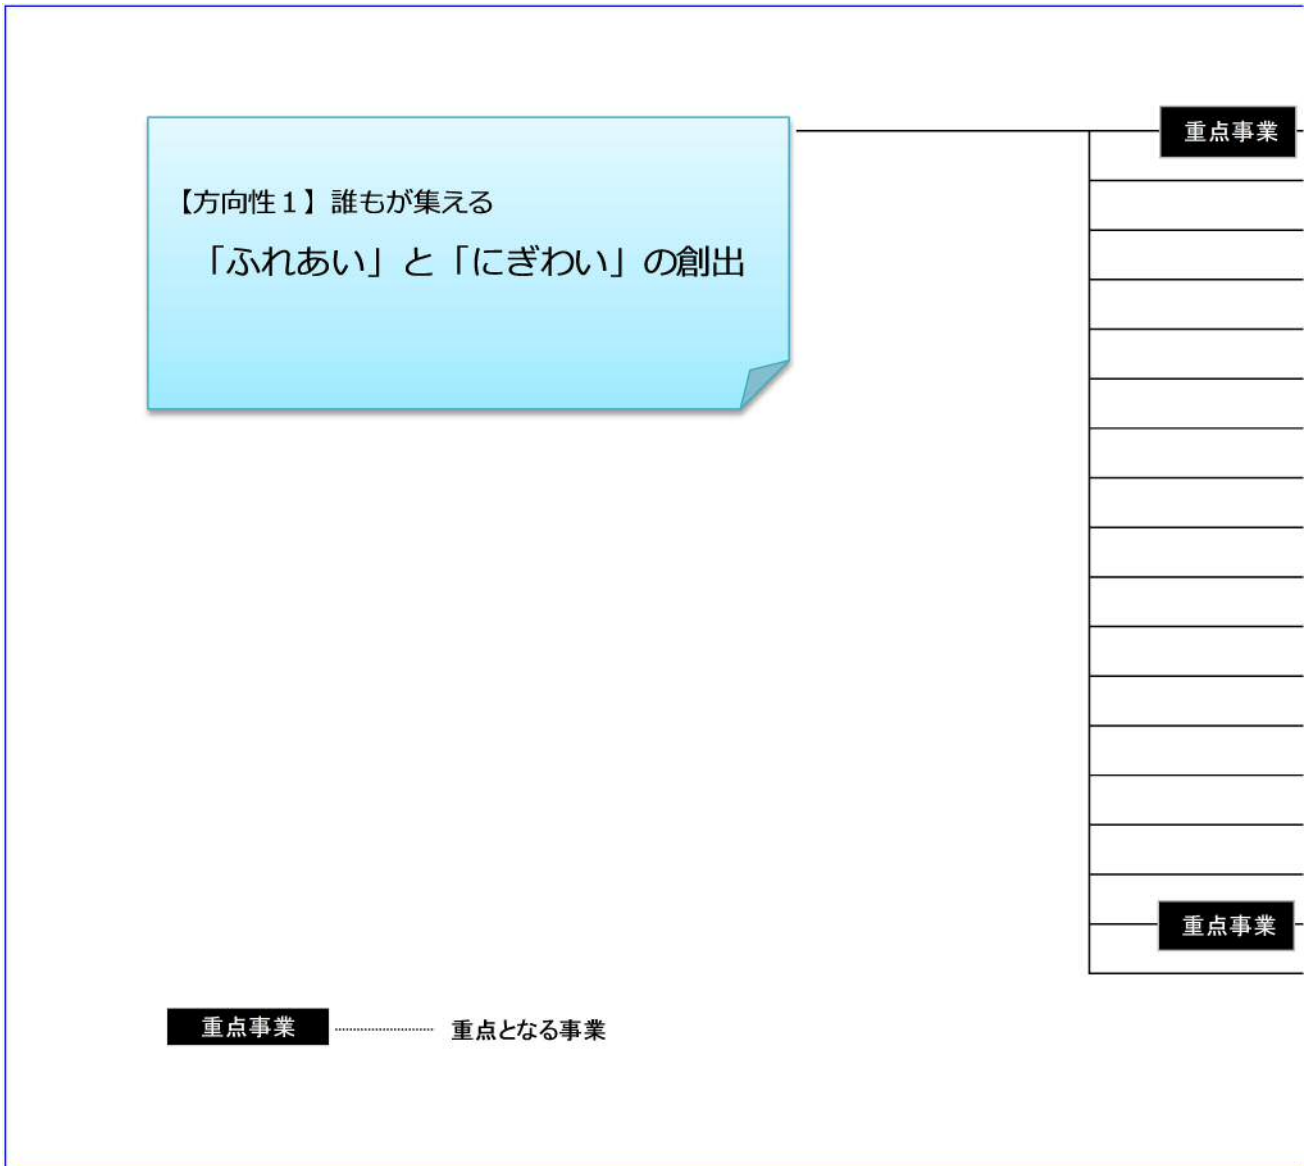 重点事業
【方向性１】誰もが集える
「ふれあい」と「にぎわい」の創出
重点事業
重点事業 重点となる事業